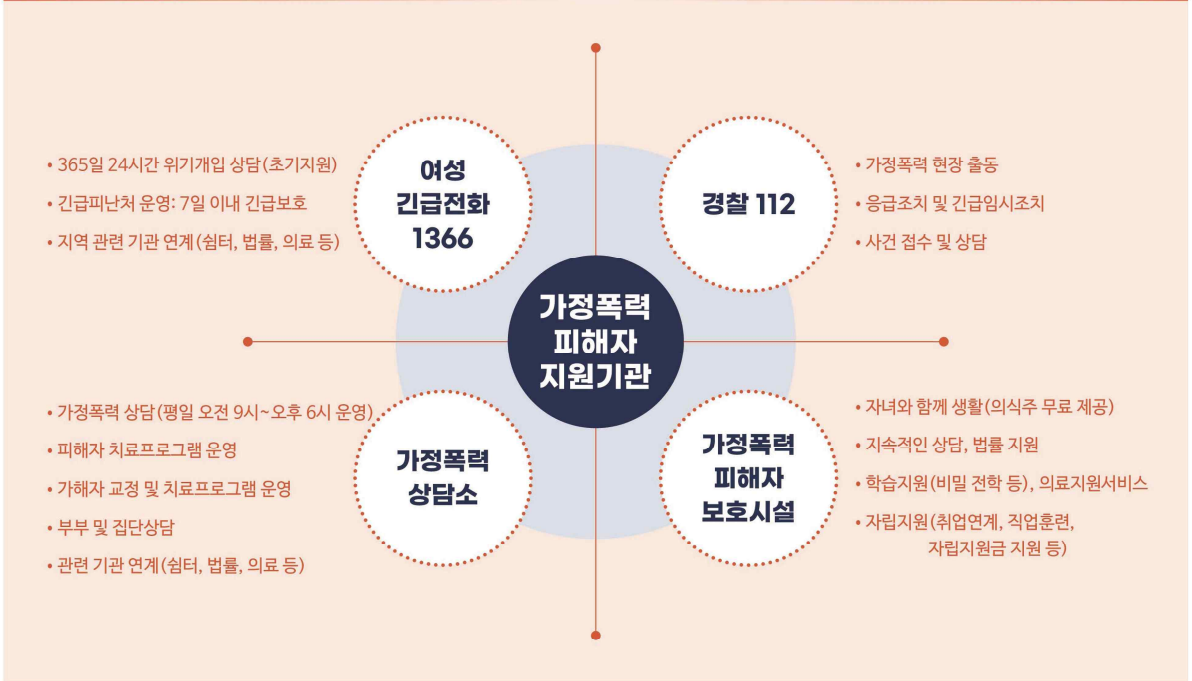 여성
긴급전화
1366
• 365일 24시간 위기개입 상담(초기지원)
• 긴급피난처 운영: 7일 이내 긴급보호
• 지역 관련 기관 연계(쉼터, 법률, 의료 등)
경찰 112
• 가정폭력 현장 출동
• 응급조치 및 긴급임시조치
• 사건 접수 및 상담
가정폭력
피해자
지원기관
가정폭력
상담소
• 가정폭력 상담(평일 오전 9시~오후 6시 운영)
• 피해자 치료프로그램 운영
• 가해자 교정 및 치료프로그램 운영
• 부부 및 집단상담
• 관련 기관 연계(쉼터, 법률, 의료 등)
가정폭력
피해자
보호시설
• 자녀와 함께 생활(의식주 무료 제공)
• 지속적인 상담, 법률 지원
• 학습지원(비밀 전학 등), 의료지원서비스
• 자립지원(취업연계, 직업훈련,
자립지원금 지원 등)